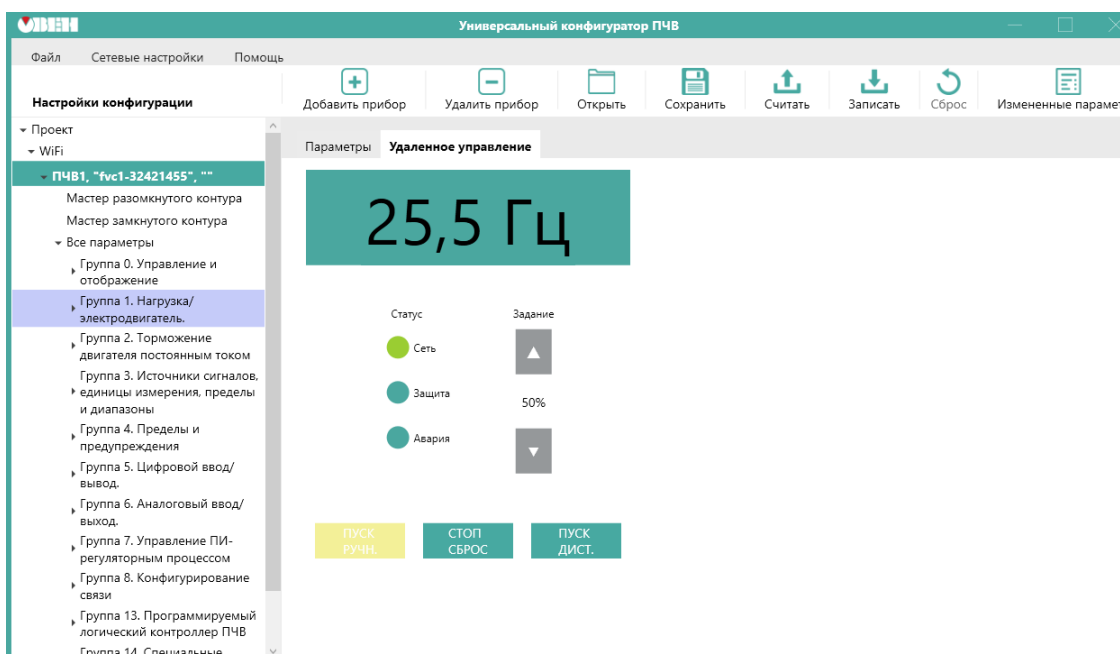 ОВЕН
Универсальный конфигуратор ПЧВ
Файл Сетевые настройки Помощь
Настройки конфигурации
Добавить прибор Удалить прибор Открыть Сохранить Считать Записать Сброс Измененные парамет
Проект
WiFi
ПЧВ1, "fvc1-32421455", ""
Мастер разомкнутого контура
Мастер замкнутого контура
Все параметры
Группа 0. Управление и
отображение
Группа 1. Нагрузка/
электродвигатель.
Группа 2. Торможение
двигателя постоянным током
Группа 3. Источники сигналов,
единицы измерения, пределы
и диапазоны
Группа 4. Пределы и
предупреждения
Группа 5. Цифровой ввод/
вывод.
Группа 6. Аналоговый ввод/
выход.
Группа 7. Управление ПИ-
регуляторным процессом
Группа 8. Конфигурирование
связи
Группа 13. Программируемый
логический контроллер ПЧВ
Группа 14. Специальные
Параметры Удаленное управление
25,5 Гц
Статус Задание
Сеть
Защита
50%
Авария
ПУСК
РУЧН.
СТОП
СБРОС
ПУСК
ДИСТ.